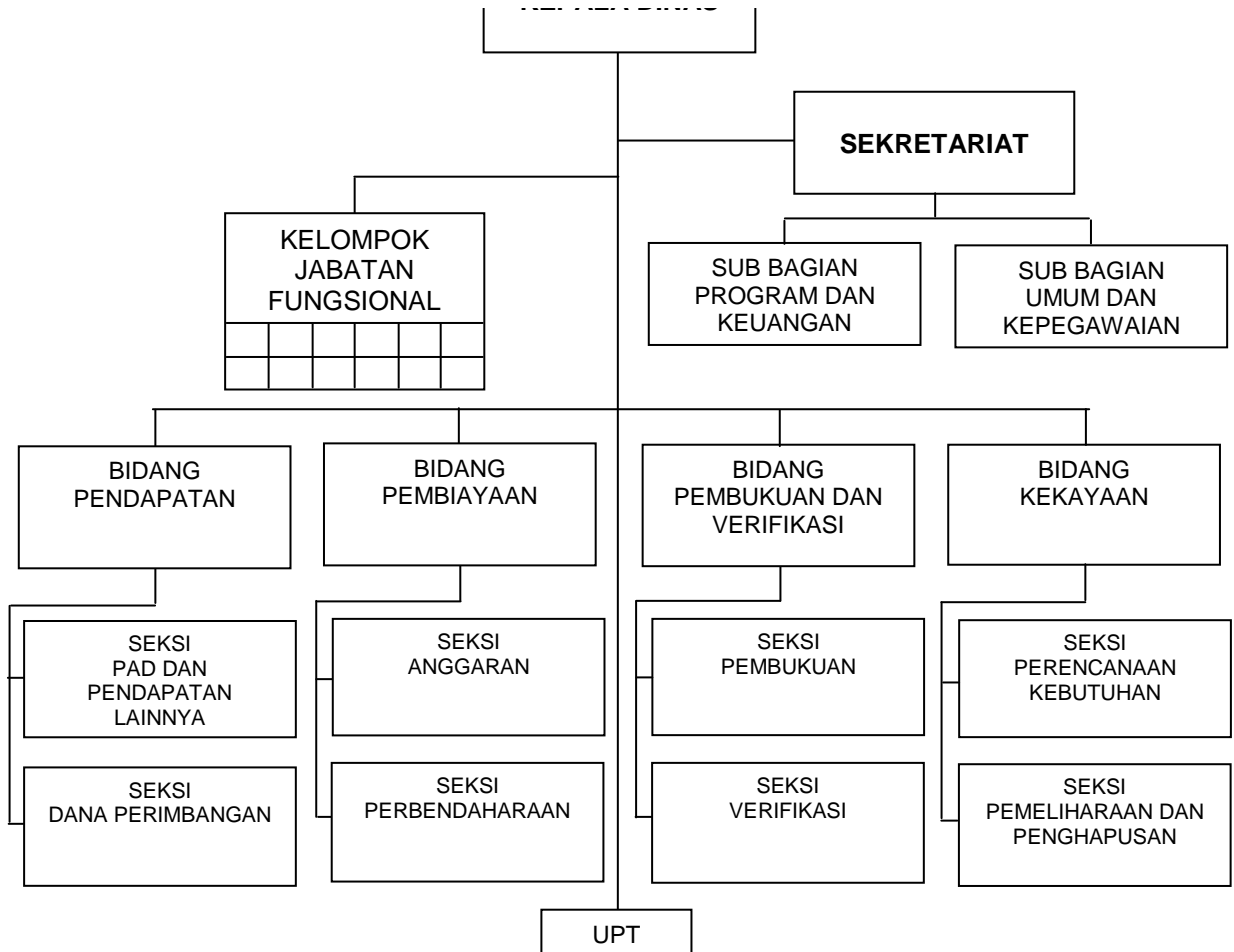 KEPALA DINAS
SEKRETARIAT
KELOMPOK
JABATAN
FUNGSIONAL
SUB BAGIAN
PROGRAM DAN
KEUANGAN
SUB BAGIAN
UMUM DAN
KEPEGAWAIAN
BIDANG
PENDAPATAN
BIDANG
PEMBIAYAAN
BIDANG
PEMBUKUAN DAN
VERIFIKASI
BIDANG
KEKAYAAN
SEKSI
PAD DAN
PENDAPATAN
LAINNYA
SEKSI
ANGGARAN
SEKSI
PEMBUKUAN
SEKSI
PERENCANAAN
KEBUTUHAN
SEKSI
DANA PERIMBANGAN
SEKSI
PERBENDAHARAAN
SEKSI
VERIFIKASI
SEKSI
PEMELIHARAAN DAN
PENGHAPUSAN
UPT